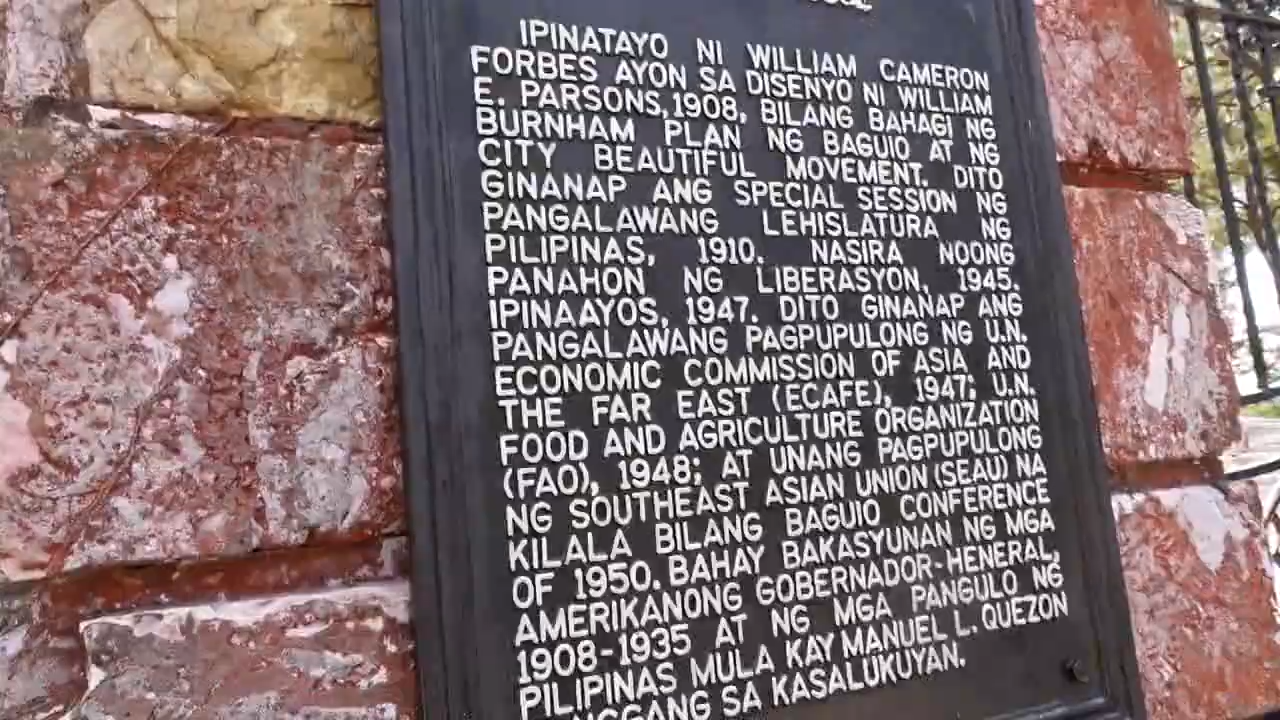 IPINATAYO NI WILLIAM CAMERON
FORBES AYON SA DISENYO NI WILLIAM
E. PARSONS, 1908, BILANG BAHAGI NG
BURNHAM PLAN NG BAGUIO AT NG
CITY BEAUTIFUL MOVEMENT. DITO
GINANAP ANG SPECIAL SESSION NG
PANGALAWANG LEHISLATURA NG
PILIPINAS, 1910. NASIRA NOONG
PANAHON NG LIBERASYON, 1945.
IPINAAYOS, 1947. DITO GINANAP ANG
PANGALAWANG PAGPUPULONG NG U.N.
ECONOMIC COMMISSION OF ASIA AND
THE FAR EAST (ECAFE), 1947; U.N.
FOOD AND AGRICULTURE ORGANIZATION
(FAO), 1948; AT UNANG PAGPUPULONG
NG SOUTHEAST ASIAN UNION (SEAU) NA
KILALA BILANG BAGUIO CONFERENCE
OF 1950. BAHAY BAKASYUNAN NG MGA
AMERIKANONG GOBERNADOR-HENERAL,
1908-1935 AT NG MGA PANGULO NG
PILIPINAS MULA KAY MANUEL L. QUEZON
SA KASALUKUYAN.